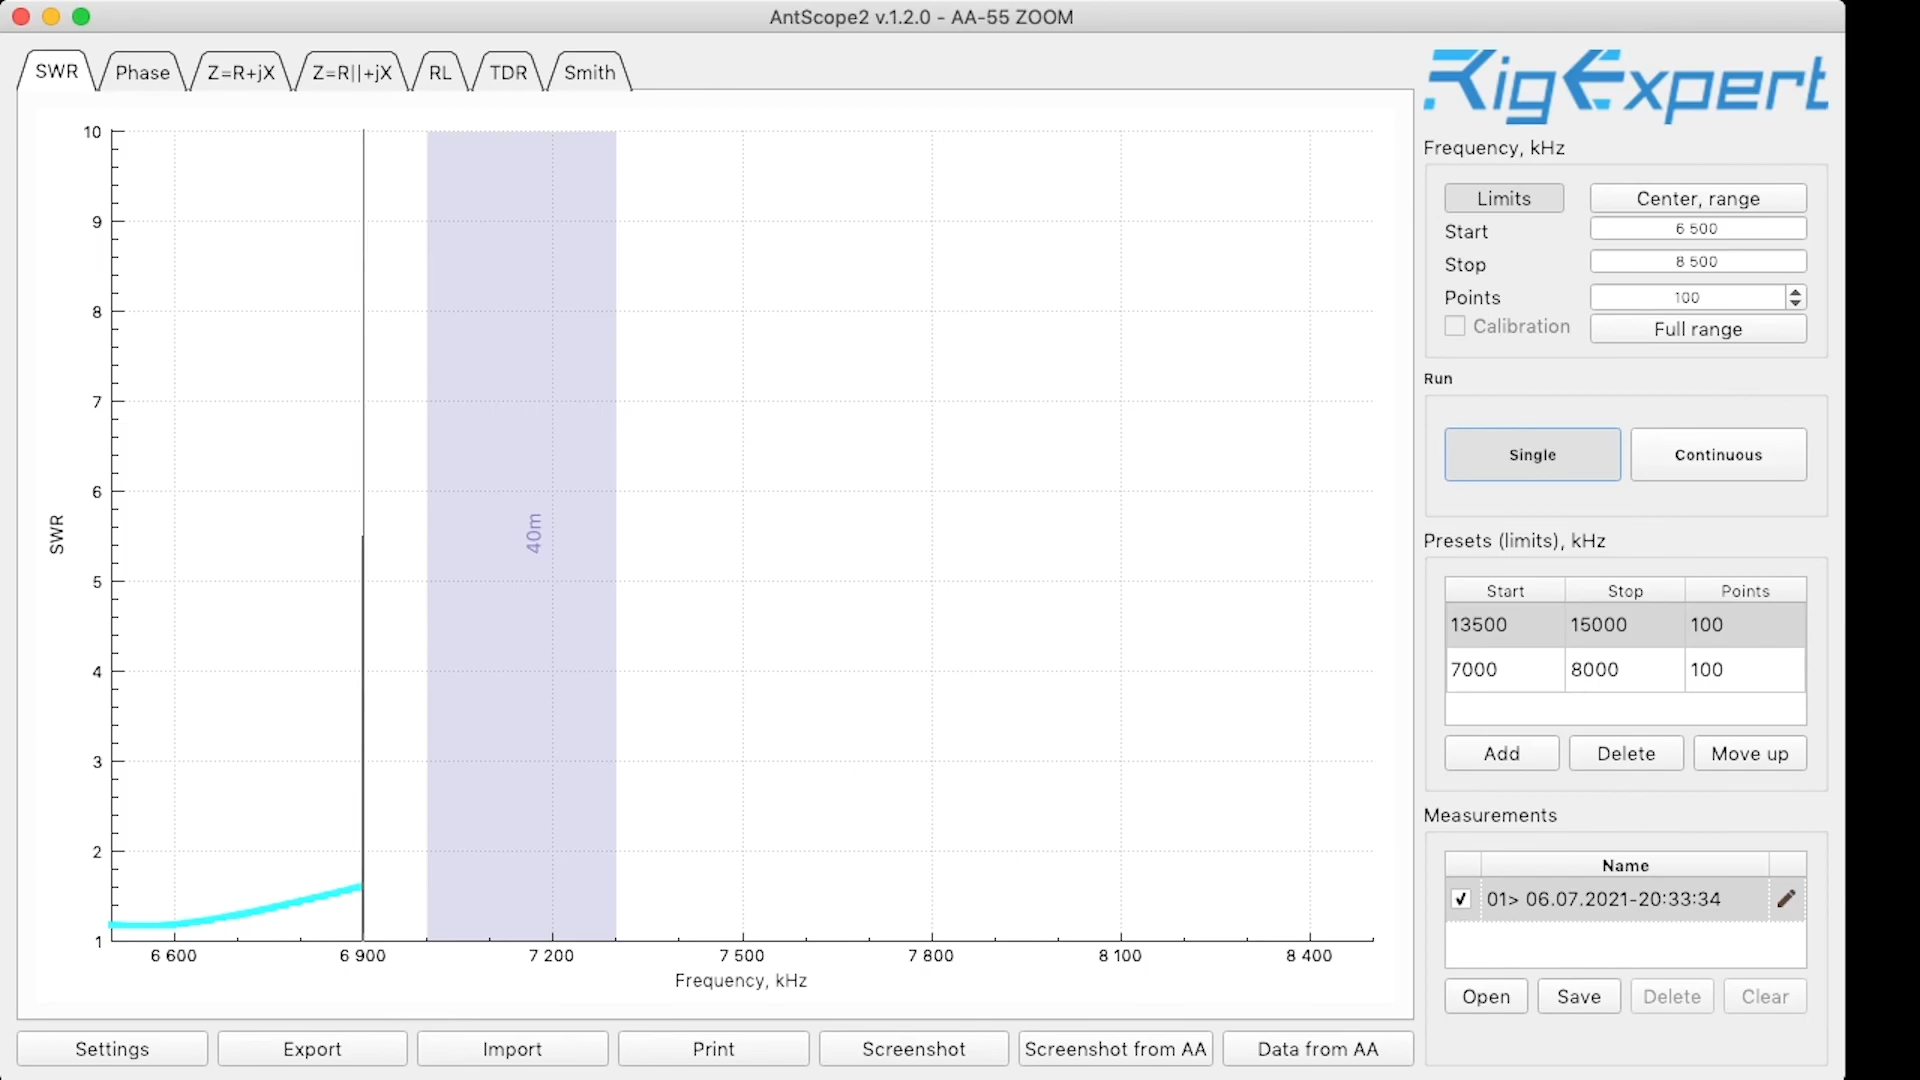 AntScope2 v.1.2.0 - AA-55 ZOOM
SWR
Phase
Z=R+jX
Z=R||+jX
RL
TDR
Smith
10
9
8
7
6
5
4
3
2
1
SWR
40m
6 600
6 900
7 200
7 500
7 800
8 100
8 400
Frequency, kHz
RigExpert
Frequency, kHz
Limits
Center, range
Start
6 500
Stop
8 500
Points
100
Calibration
Full range
Run
Single
Continuous
Presets (limits), kHz
Start Stop Points
13500 15000 100
7000 8000 100
Add
Delete
Move up
Measurements
Name
01> 06.07.2021-20:33:34
Open
Save
Delete
Clear
Settings
Export
Import
Print
Screenshot
Screenshot from AA
Data from AA